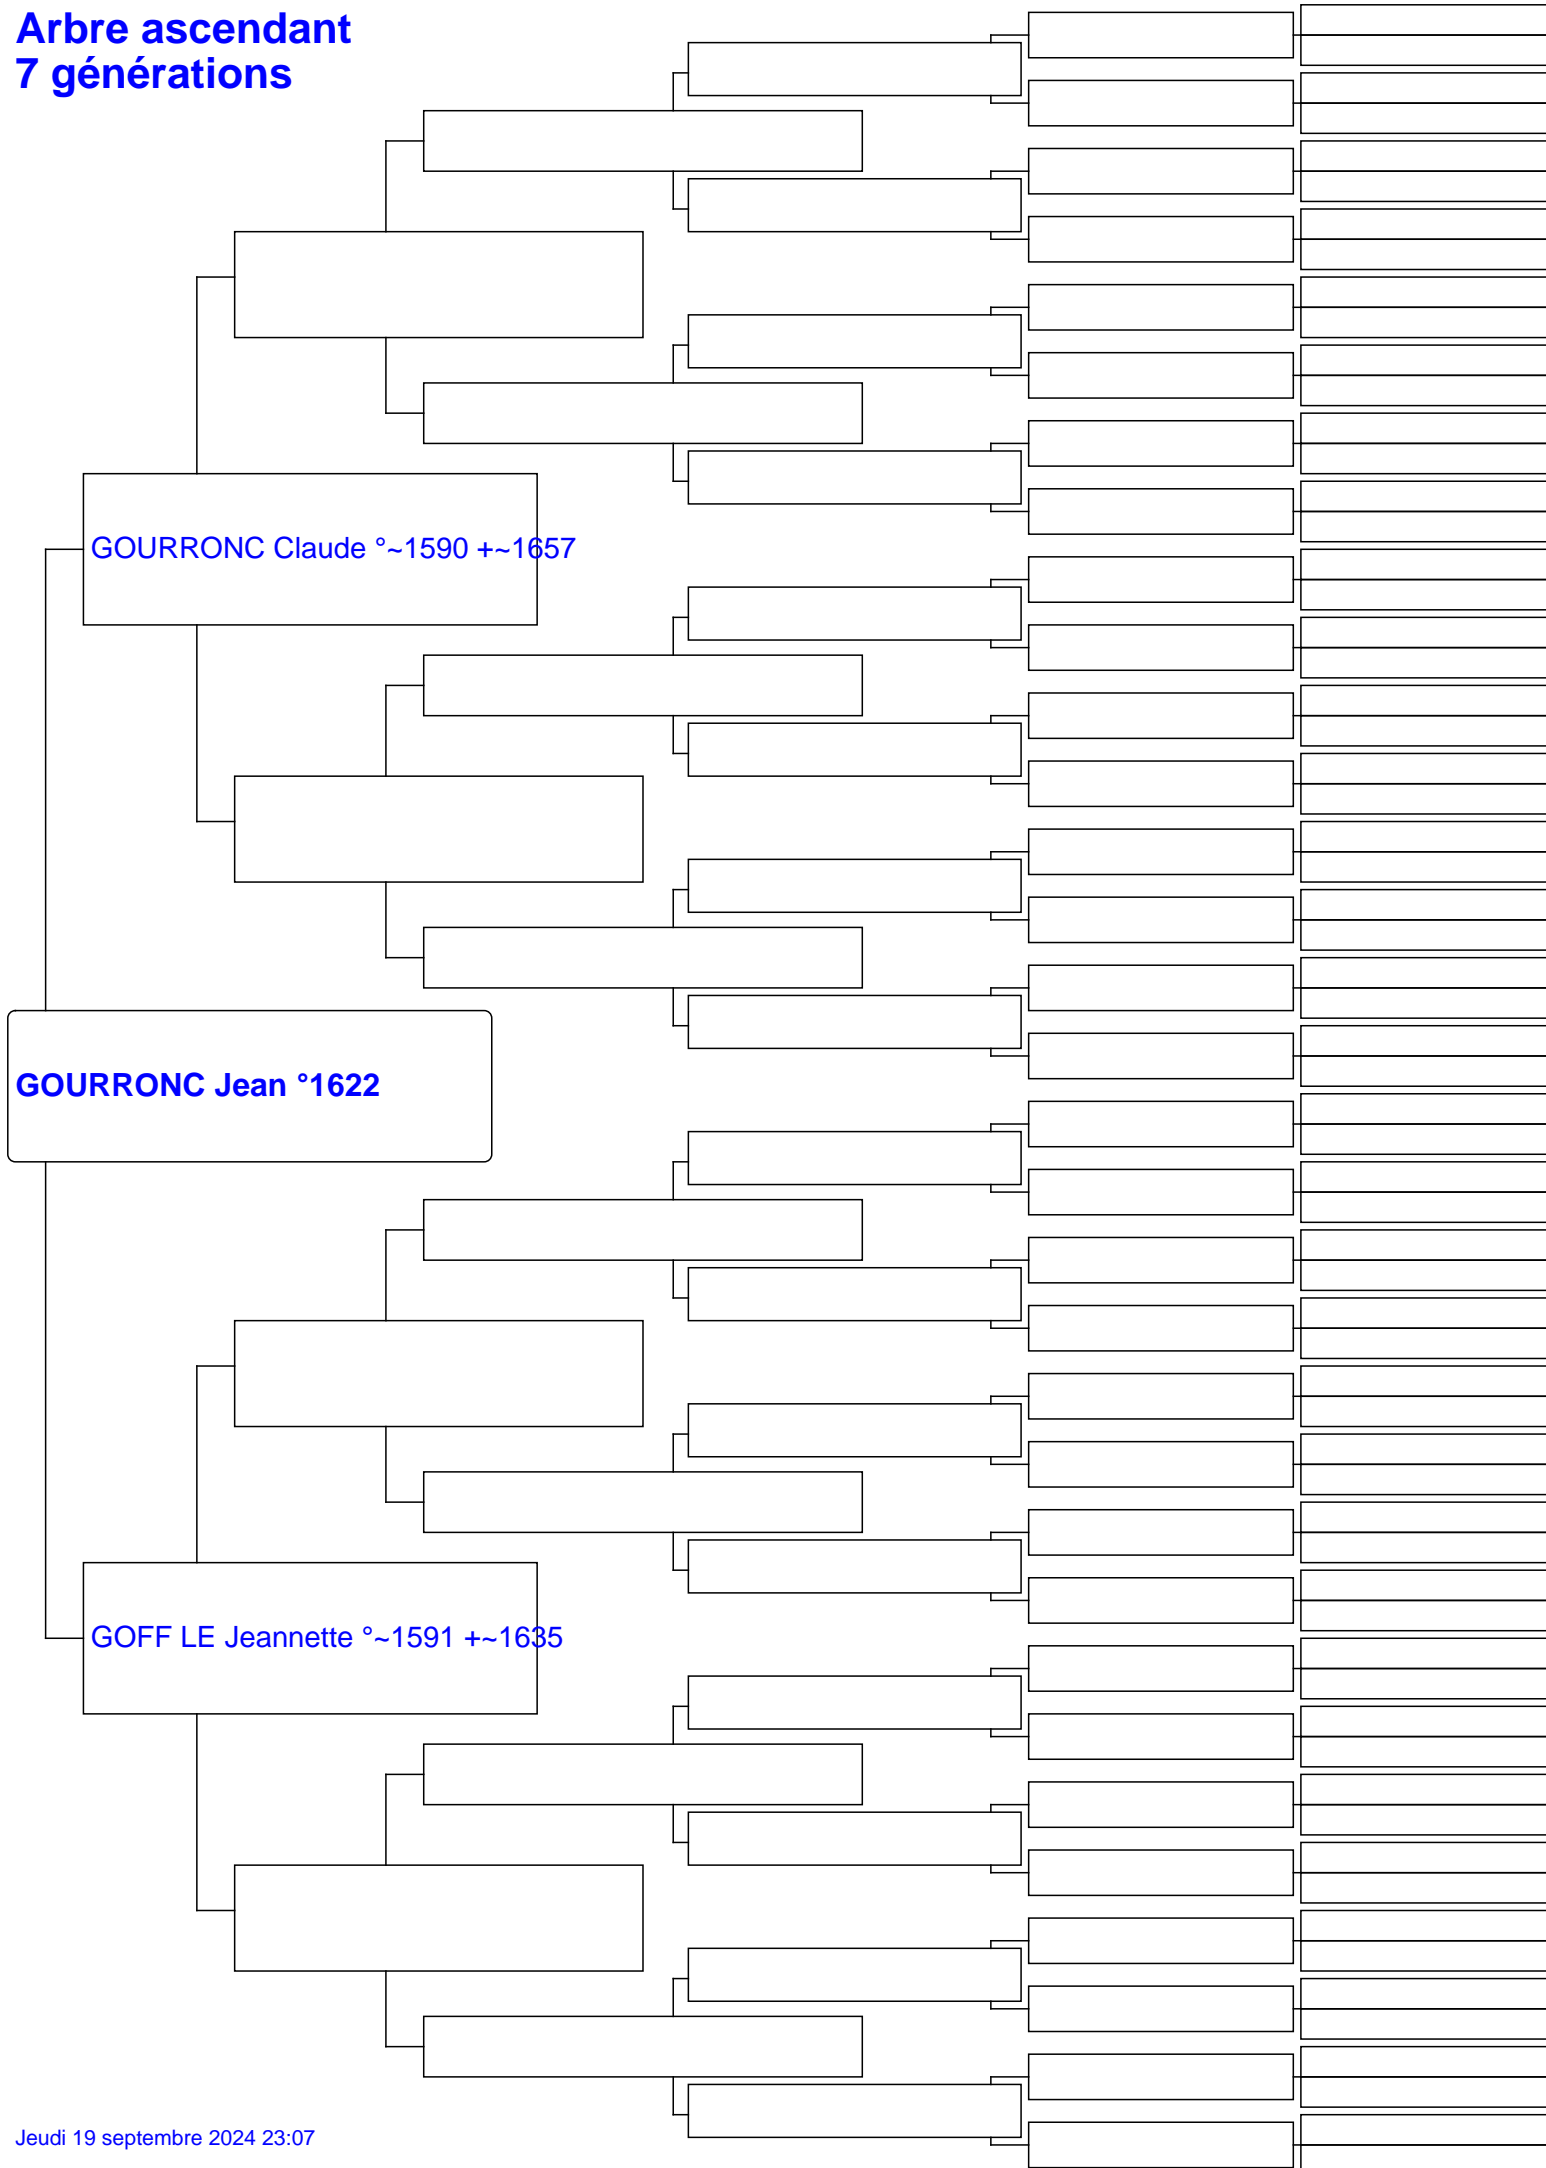 Arbre ascendant
7 générations
GOURRONC Claude °~1590 +~1657
GOURRONC Jean °1622
GOFF LE Jeannette °~1591 +~1635
Jeudi 19 septembre 2024 23:07